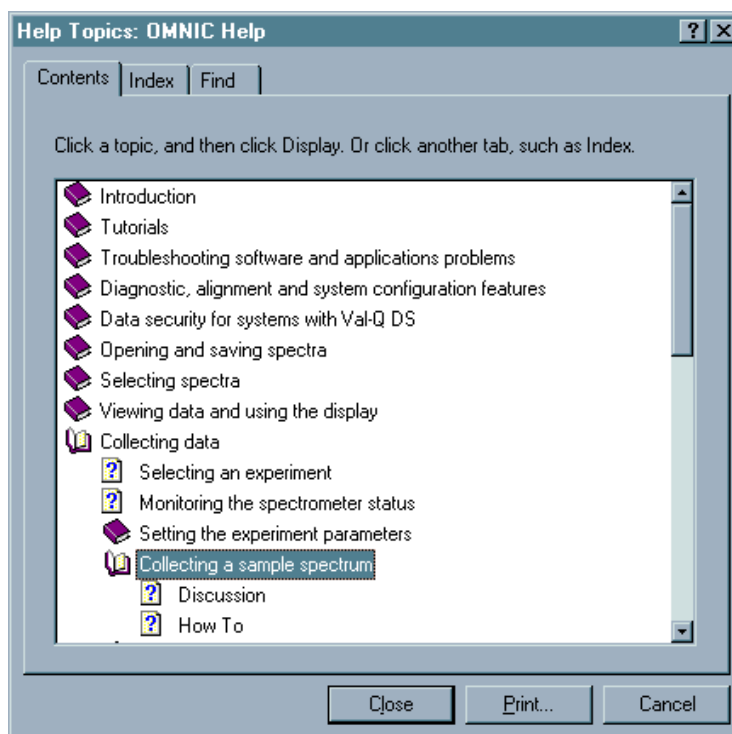 Help Topics: OMNIC Help
Contents Index Find
Click a topic, and then click Display. Or click another tab, such as Index.
Introduction
Tutorials
Troubleshooting software and applications problems
Diagnostic, alignment and system configuration features
Data security for systems with Val-Q DS
Opening and saving spectra
Selecting spectra
Viewing data and using the display
Collecting data
? Selecting an experiment
? Monitoring the spectrometer status
Setting the experiment parameters
Collecting a sample spectrum
? Discussion
? How To
Close Print... Cancel